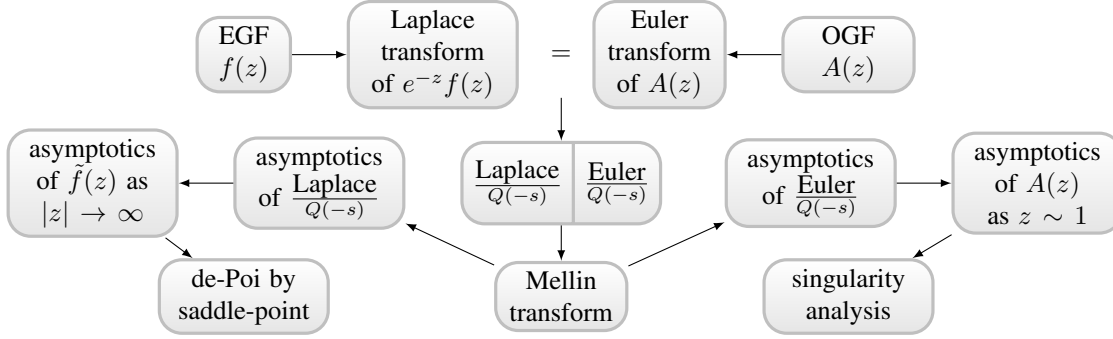 EGF
f(z)
Laplace
transform
of e^{-z}f(z)
=
Euler
transform
of A(z)
OGF
A(z)
asymptotics
of \tilde{f}(z) as
|z| → ∞
asymptotics
of Laplace/Q(−s)
Laplace/Q(−s)
Euler/Q(−s)
asymptotics
of Euler/Q(−s)
asymptotics
of A(z)
as z ∼ 1
de-Poi by
saddle-point
Mellin
transform
singularity
analysis